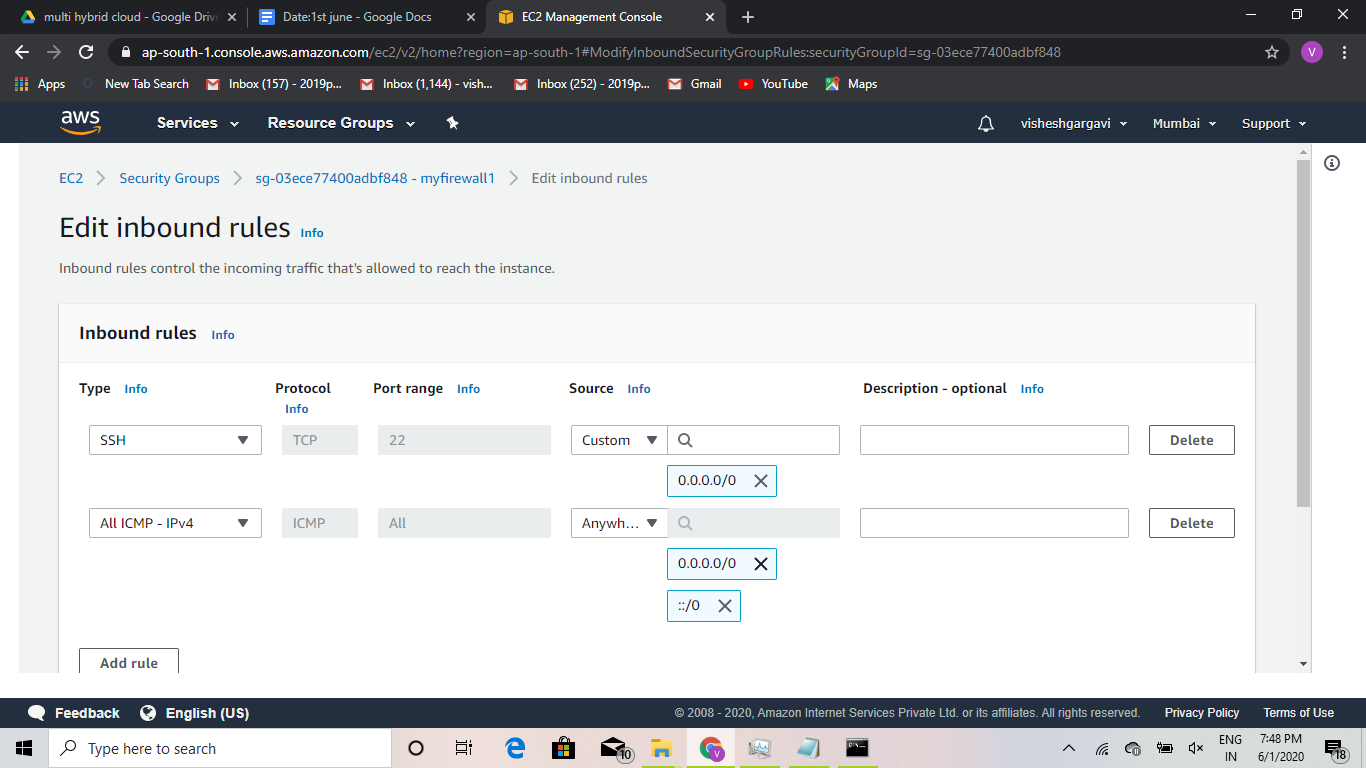 multi hybrid cloud - Google Drive
Date:1st june - Google Docs
EC2 Management Console
ap-south-1.console.aws.amazon.com/ec2/v2/home?region=ap-south-1#ModifyInboundSecurityGroupRules:securityGroupId=sg-03ece77400adbf848
V
Apps New Tab Search Inbox (157) - 2019p... Inbox (1,144) - vish... Inbox (252) - 2019p... Gmail YouTube Maps
aws Services Resource Groups visheshgargavi Mumbai Support
EC2 Security Groups sg-03ece77400adbf848 - myfirewall1 Edit inbound rules
Edit inbound rules Info
Inbound rules control the incoming traffic that's allowed to reach the instance.
Inbound rules Info
Type Info Protocol Info Port range Info Source Info Description - optional Info
SSH TCP 22 Custom Delete
0.0.0.0/0
All ICMP - IPv4 ICMP All Anywh... Delete
0.0.0.0/0
::/0
Add rule
Feedback English (US) © 2008 - 2020, Amazon Internet Services Private Ltd. or its affiliates. All rights reserved. Privacy Policy Terms of Use
Type here to search 10 V ENG IN 7:48 PM 6/1/2020 18